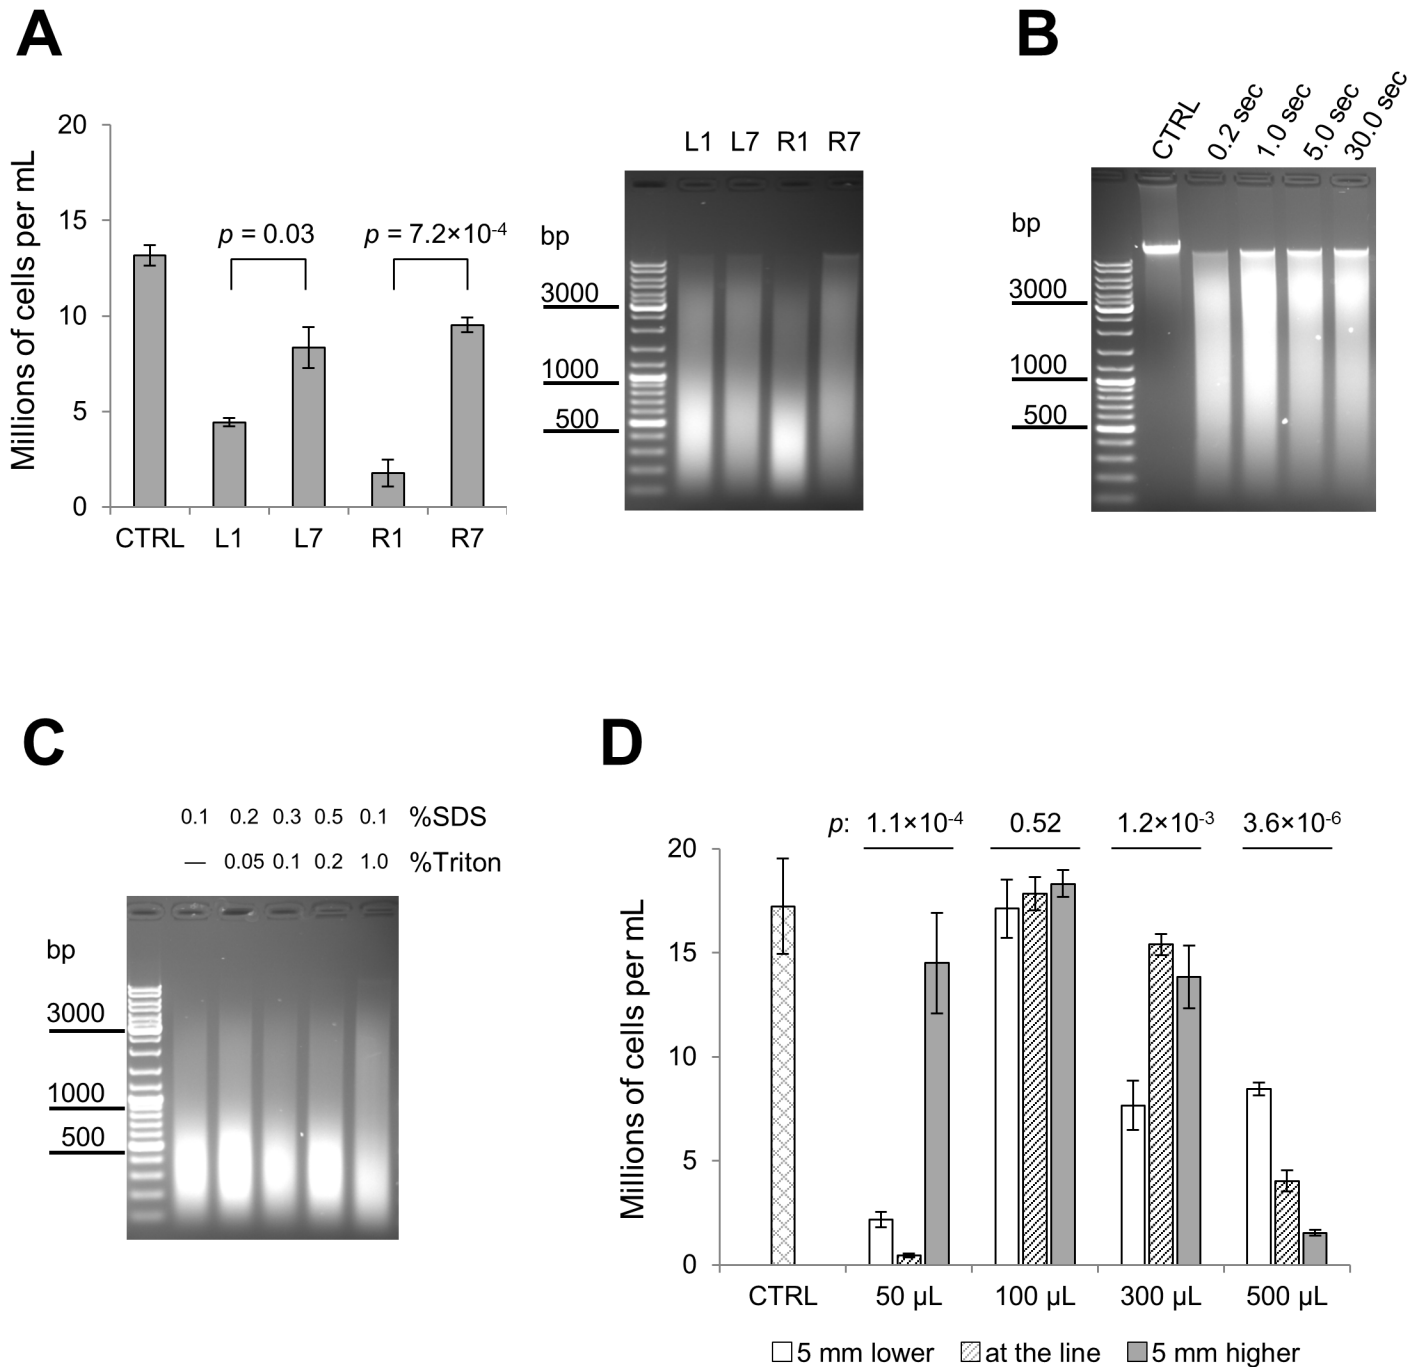 A
Millions of cells per mL
20
15
10
5
0
p = 0.03
p = 7.2×10-4
CTRL L1 L7 R1 R7
L1 L7 R1 R7
bp
3000
1000
500
B
CTRL 0.2 sec 1.0 sec 5.0 sec 30.0 sec
bp
3000
1000
500
C
0.1 0.2 0.3 0.5 0.1 %SDS
— 0.05 0.1 0.2 1.0 %Triton
bp
3000
1000
500
D
Millions of cells per mL
p: 1.1×10-4 0.52 1.2×10-3 3.6×10-6
20
15
10
5
0
CTRL 50 µL 100 µL 300 µL 500 µL
5 mm lower at the line 5 mm higher